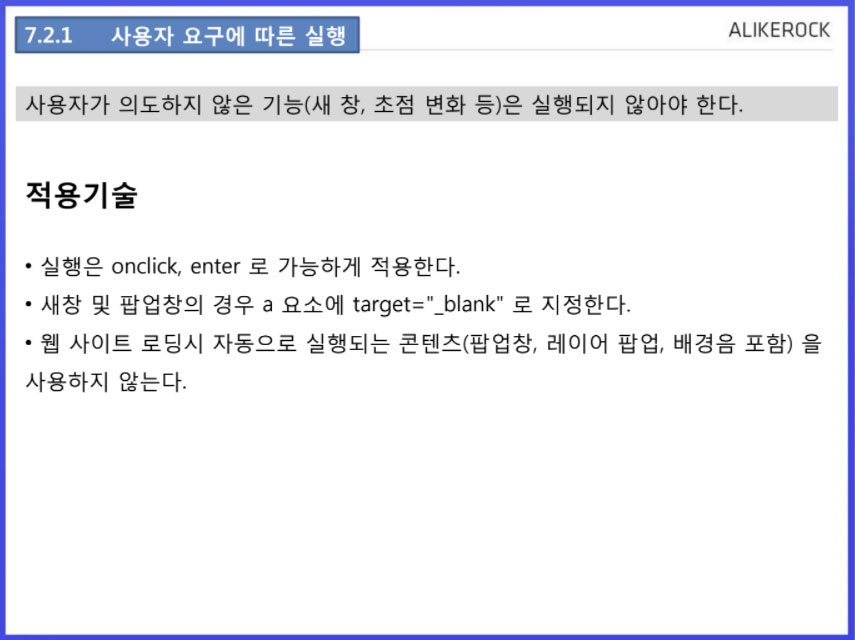 7.2.1 사용자 요구에 따른 실행
ALIKEROCK
사용자가 의도하지 않은 기능(새 창, 초점 변화 등)은 실행되지 않아야 한다.
적용기술
• 실행은 onclick, enter 로 가능하게 적용한다.
• 새창 및 팝업창의 경우 a 요소에 target="_blank" 로 지정한다.
• 웹 사이트 로딩시 자동으로 실행되는 콘텐츠(팝업창, 레이어 팝업, 배경음 포함) 을
사용하지 않는다.